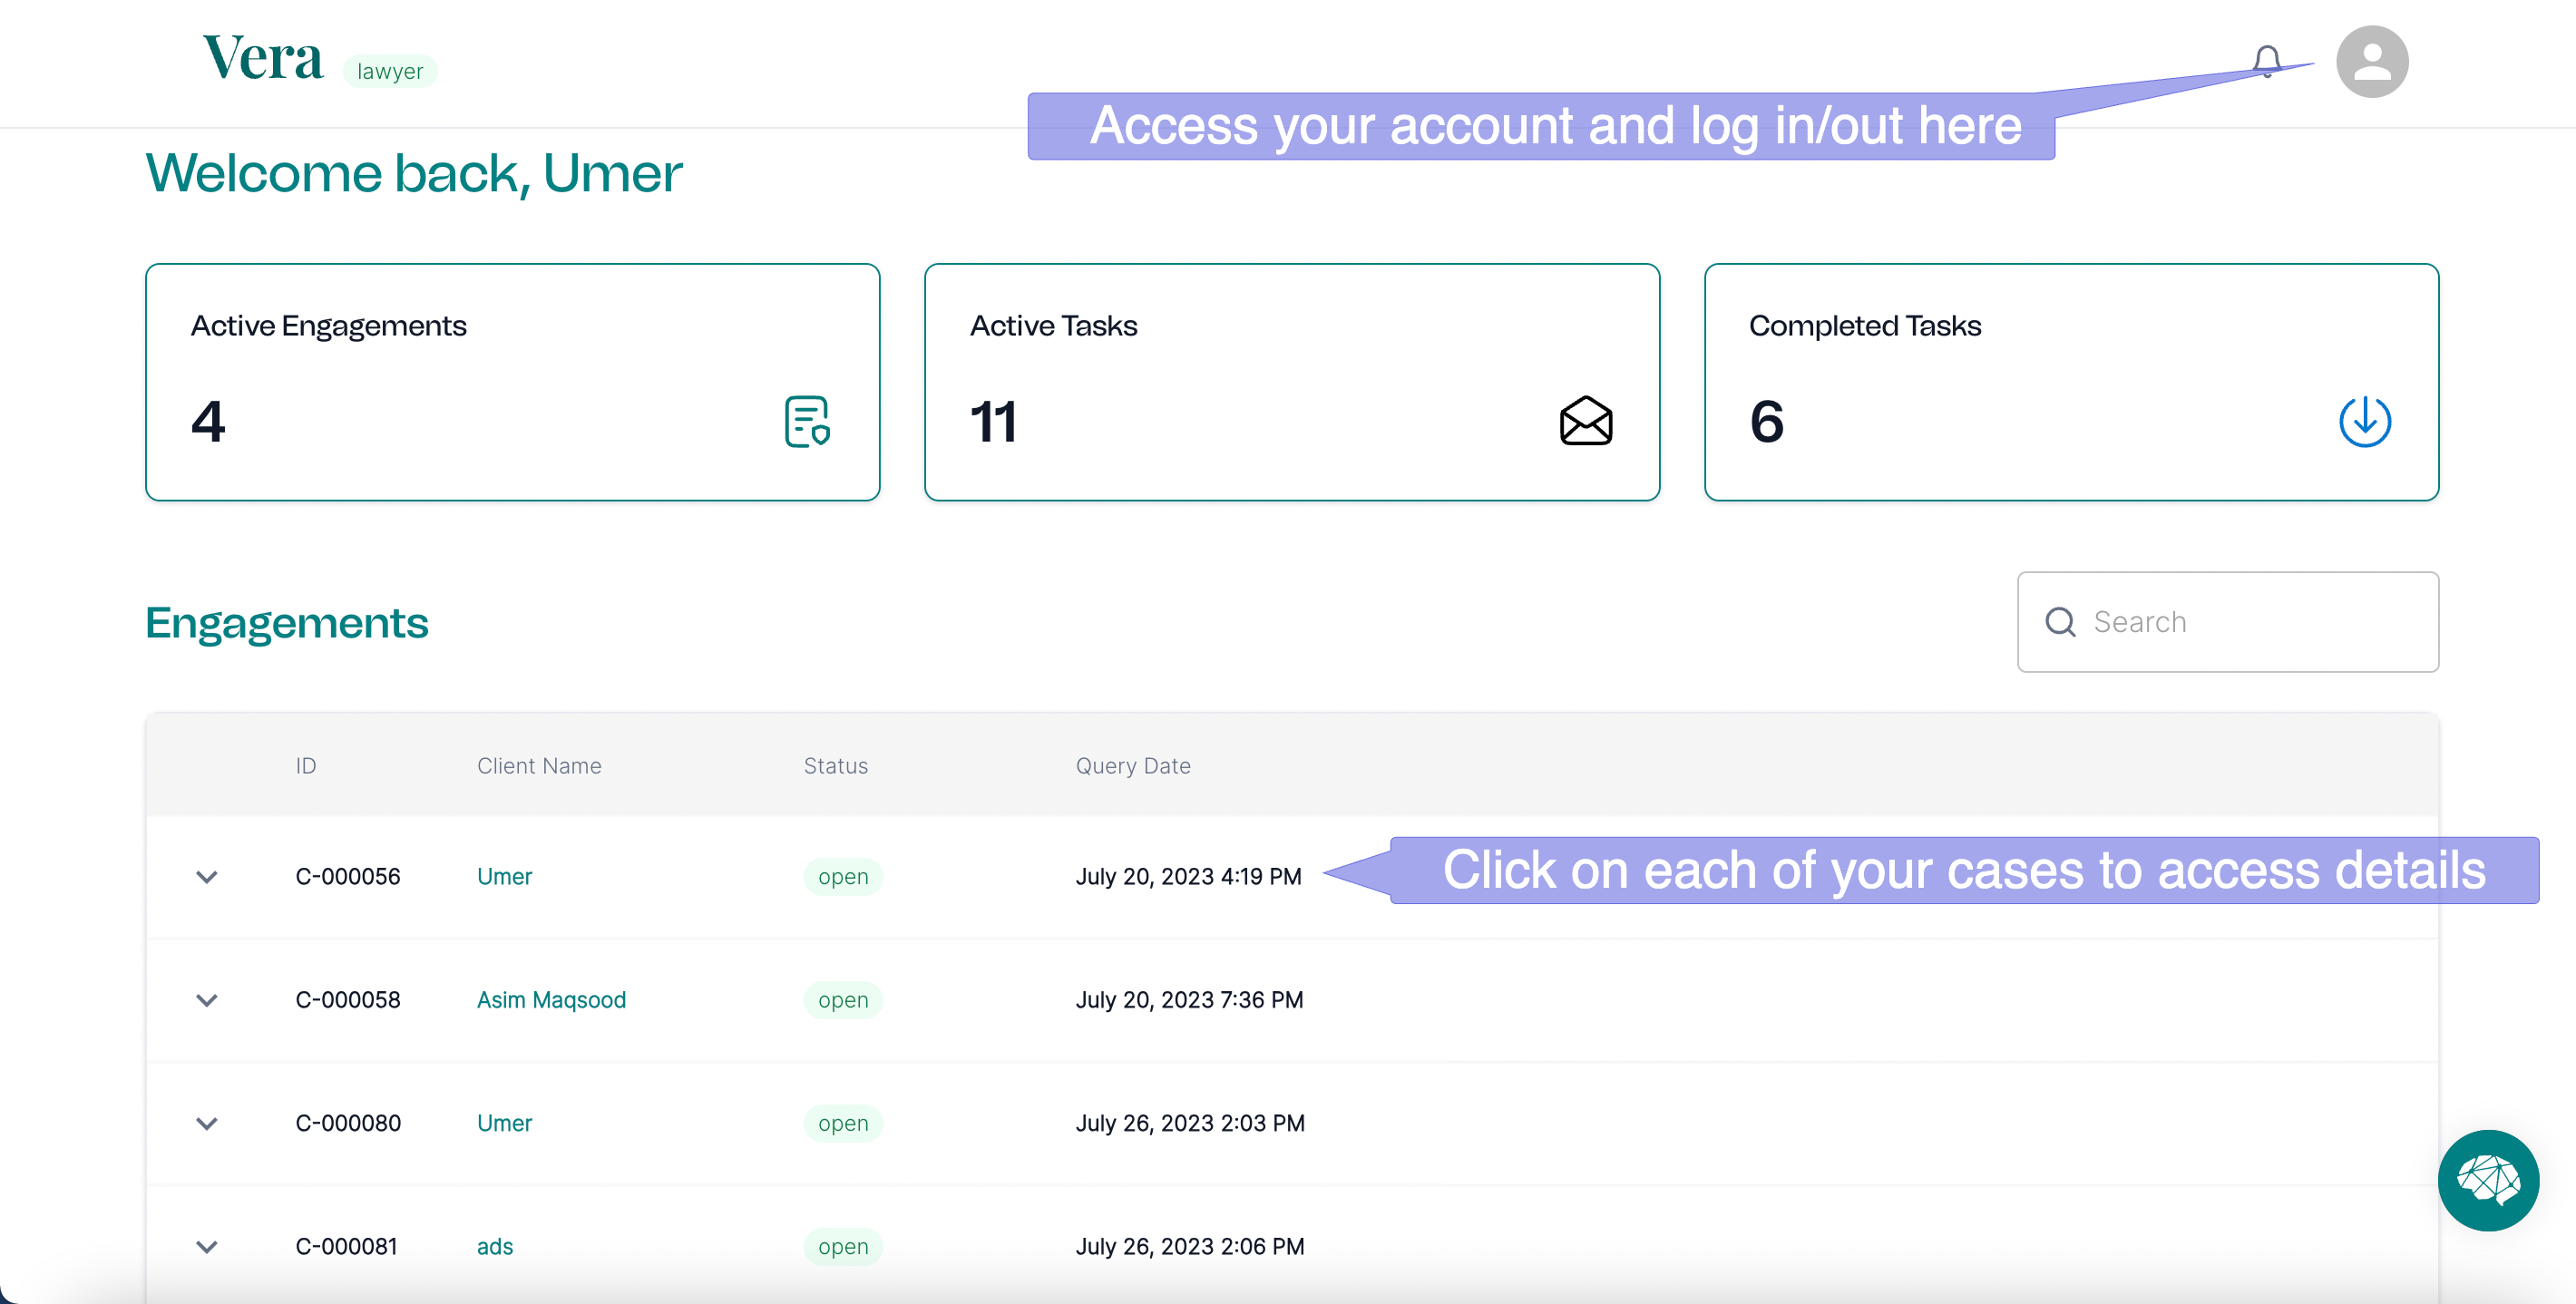 Vera lawyer
Access your account and log in/out here
Welcome back, Umer
Active Engagements
4
Active Tasks
11
Completed Tasks
6
Engagements
Search
ID Client Name Status Query Date
C-000056 Umer open July 20, 2023 4:19 PM
Click on each of your cases to access details
C-000058 Asim Maqsood open July 20, 2023 7:36 PM
C-000080 Umer open July 26, 2023 2:03 PM
C-000081 ads open July 26, 2023 2:06 PM